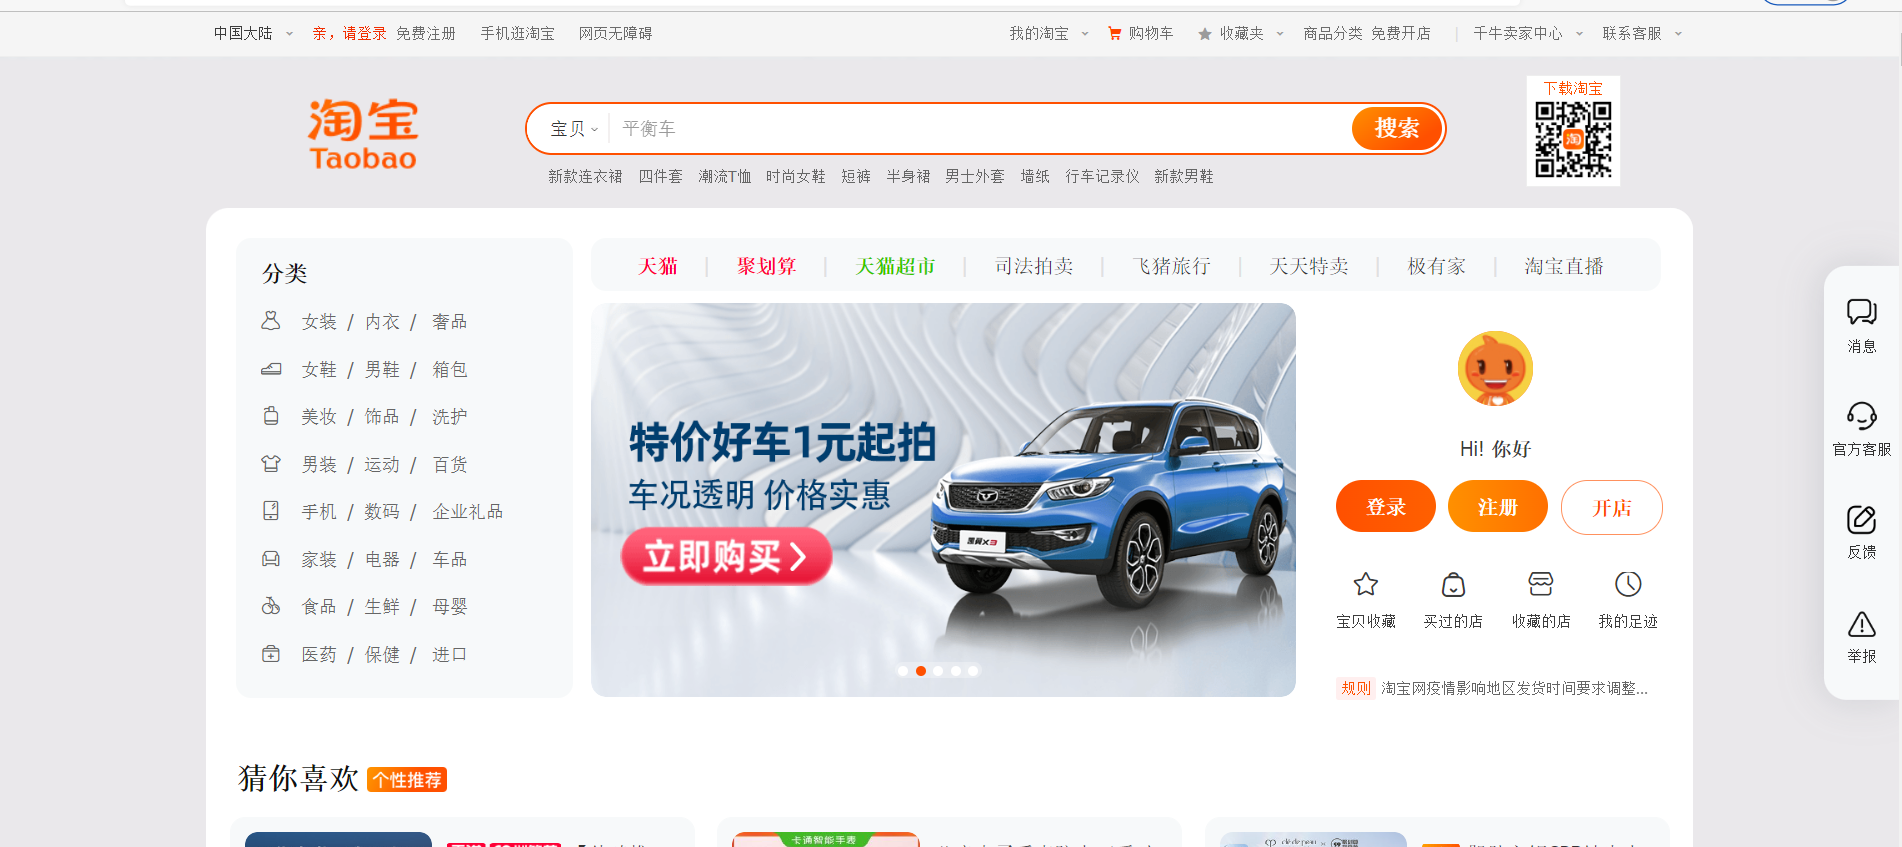 中国大陆 亲，请登录 免费注册 手机逛淘宝 网页无障碍 我的淘宝 购物车 收藏夹 商品分类 免费开店 千牛卖家中心 联系客服
下载淘宝
淘宝
Taobao
宝贝 平衡车 搜索
淘
新款连衣裙 四件套 潮流T恤 时尚女鞋 短裤 半身裙 男士外套 墙纸 行车记录仪 新款男鞋
分类
女装 / 内衣 / 奢品
女鞋 / 男鞋 / 箱包
美妆 / 饰品 / 洗护
男装 / 运动 / 百货
手机 / 数码 / 企业礼品
家装 / 电器 / 车品
食品 / 生鲜 / 母婴
医药 / 保健 / 进口
天猫 聚划算 天猫超市 司法拍卖 飞猪旅行 天天特卖 极有家 淘宝直播
特价好车1元起拍
车况透明 价格实惠
立即购买
Hi! 你好
登录 注册 开店
宝贝收藏 买过的店 收藏的店 我的足迹
规则 淘宝网疫情影响地区发货时间要求调整...
消息
官方客服
反馈
举报
猜你喜欢 个性推荐
卡通智能手表